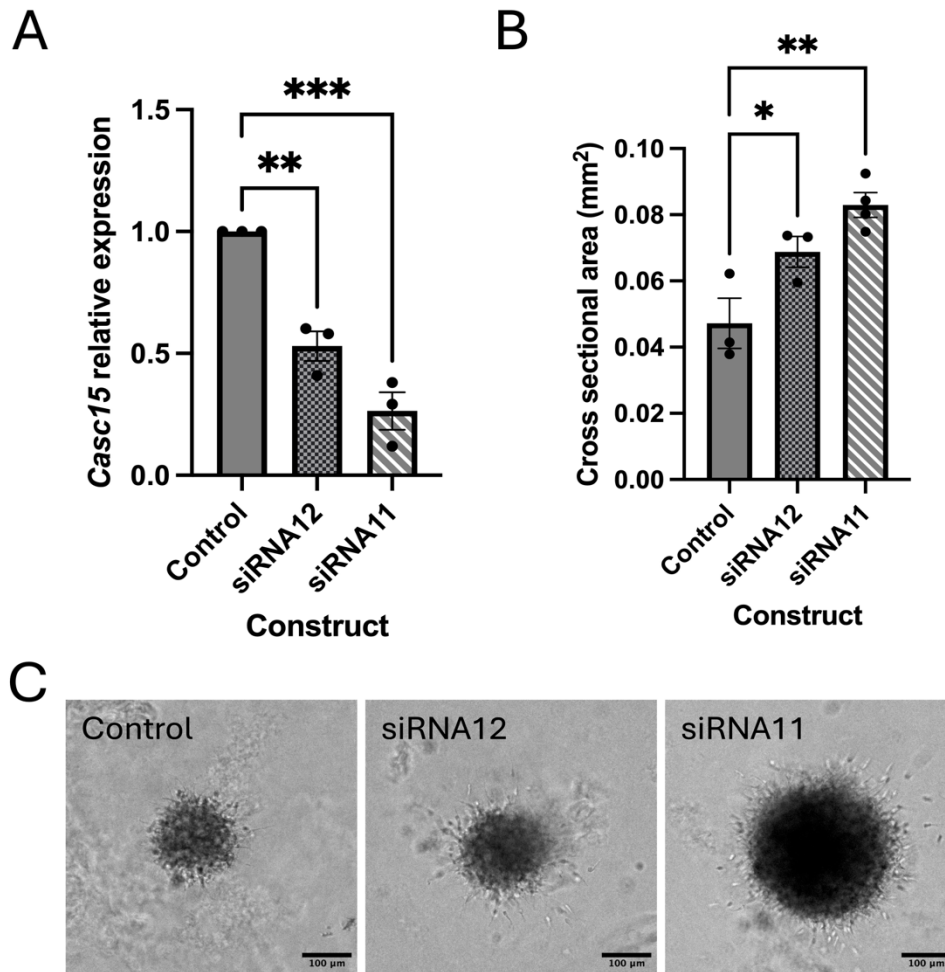 A
***
**
1.5
1.0
0.5
0.0
Casc15 relative expression
Control
siRNA12
siRNA11
Construct
B
**
*
0.10
0.08
0.06
0.04
0.02
0.00
Cross sectional area (mm²)
Control
siRNA12
siRNA11
Construct
C
Control
siRNA12
siRNA11
100 µm
100 µm
100 µm